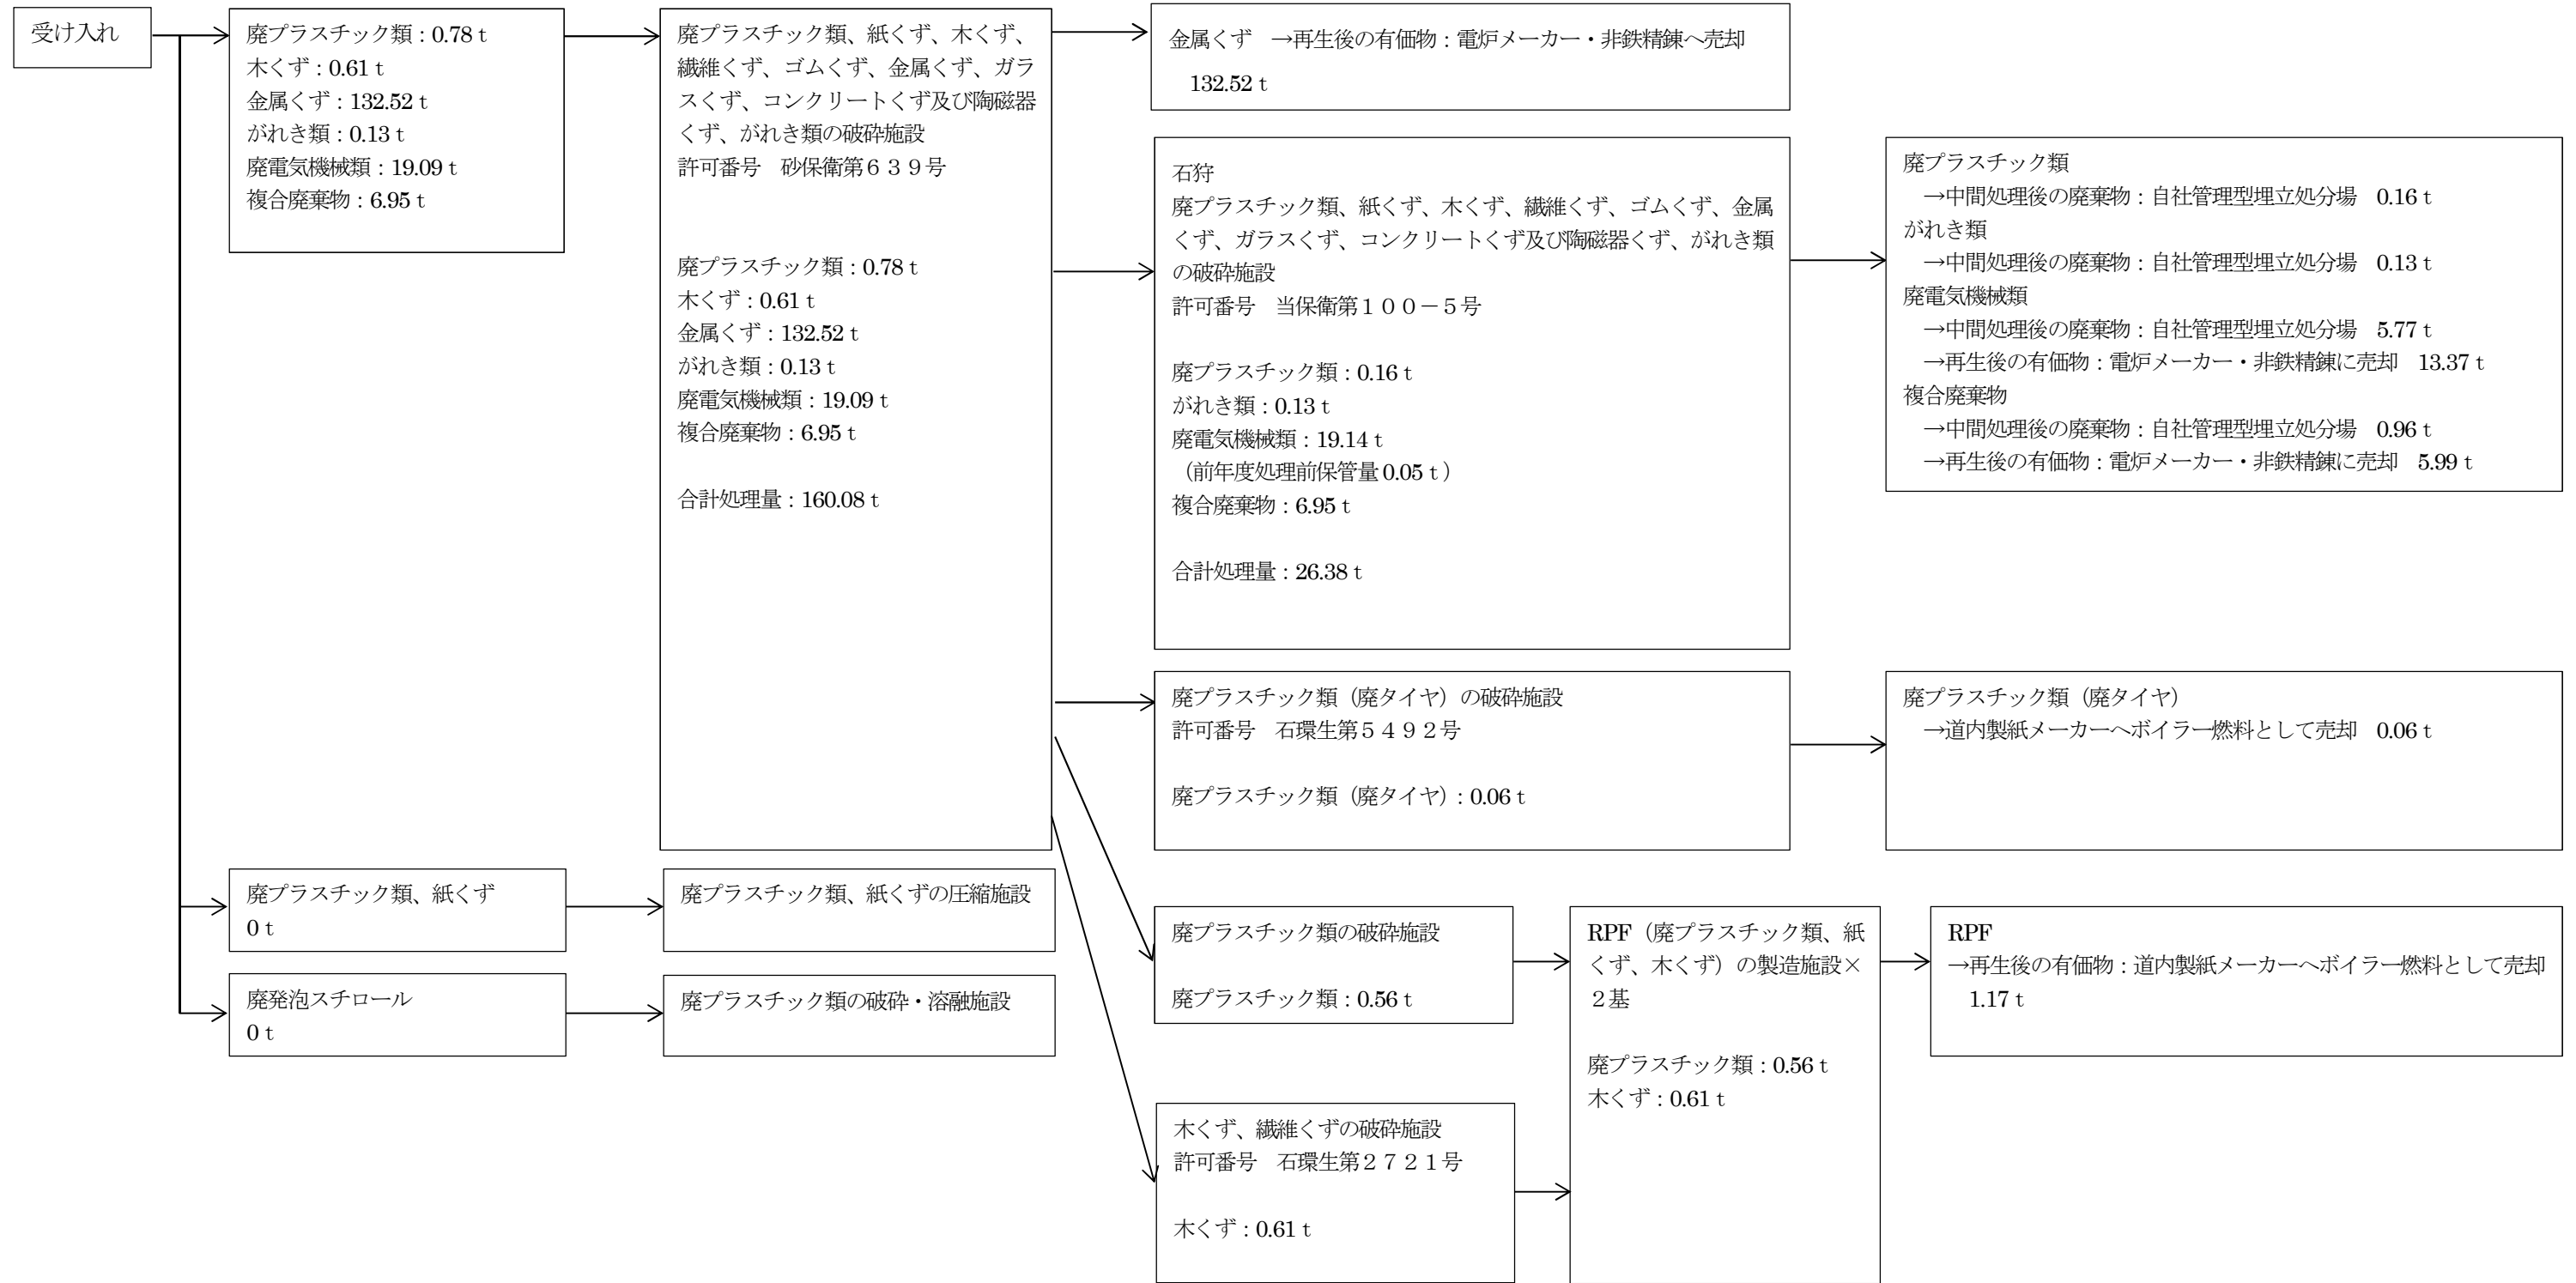 受け入れ
廃プラスチック類：0.78ｔ
木くず：0.61ｔ
金属くず：132.52ｔ
がれき類：0.13ｔ
廃電気機械類：19.09ｔ
複合廃棄物：6.95ｔ
廃プラスチック類、紙くず、木くず、
繊維くず、ゴムくず、金属くず、ガラ
スくず、コンクリートくず及び陶磁器
くず、がれき類の破砕施設
許可番号　砂保衛第６３９号
廃プラスチック類：0.78ｔ
木くず：0.61ｔ
金属くず：132.52ｔ
がれき類：0.13ｔ
廃電気機械類：19.09ｔ
複合廃棄物：6.95ｔ
合計処理量：160.08ｔ
金属くず　→再生後の有価物：電炉メーカー・非鉄精錬へ売却
132.52ｔ
石狩
廃プラスチック類、紙くず、木くず、繊維くず、ゴムくず、金属
くず、ガラスくず、コンクリートくず及び陶磁器くず、がれき類
の破砕施設
許可番号　当保衛第１００－５号
廃プラスチック類：0.16ｔ
がれき類：0.13ｔ
廃電気機械類：19.14ｔ
（前年度処理前保管量0.05ｔ）
複合廃棄物：6.95ｔ
合計処理量：26.38ｔ
廃プラスチック類
→中間処理後の廃棄物：自社管理型埋立処分場　0.16ｔ
がれき類
→中間処理後の廃棄物：自社管理型埋立処分場　0.13ｔ
廃電気機械類
→中間処理後の廃棄物：自社管理型埋立処分場　5.77ｔ
→再生後の有価物：電炉メーカー・非鉄精錬に売却　13.37ｔ
複合廃棄物
→中間処理後の廃棄物：自社管理型埋立処分場　0.96ｔ
→再生後の有価物：電炉メーカー・非鉄精錬に売却　5.99ｔ
廃プラスチック類（廃タイヤ）の破砕施設
許可番号　石環生第５４９２号
廃プラスチック類（廃タイヤ）：0.06ｔ
廃プラスチック類（廃タイヤ）
→道内製紙メーカーへボイラー燃料として売却　0.06ｔ
廃プラスチック類、紙くず
0ｔ
廃プラスチック類、紙くずの圧縮施設
廃発泡スチロール
0ｔ
廃プラスチック類の破砕・溶融施設
廃プラスチック類の破砕施設
廃プラスチック類：0.56ｔ
木くず、繊維くずの破砕施設
許可番号　石環生第２７２１号
木くず：0.61ｔ
RPF（廃プラスチック類、紙
くず、木くず）の製造施設×
２基
廃プラスチック類：0.56ｔ
木くず：0.61ｔ
RPF
→再生後の有価物：道内製紙メーカーへボイラー燃料として売却
1.17ｔ